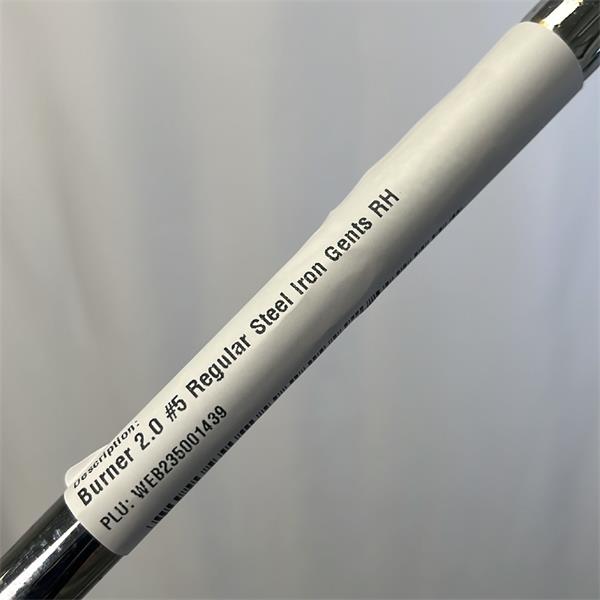 Description:
Burner 2.0 #5 Regular Steel Iron Gents RH
PLU: WEB235001439